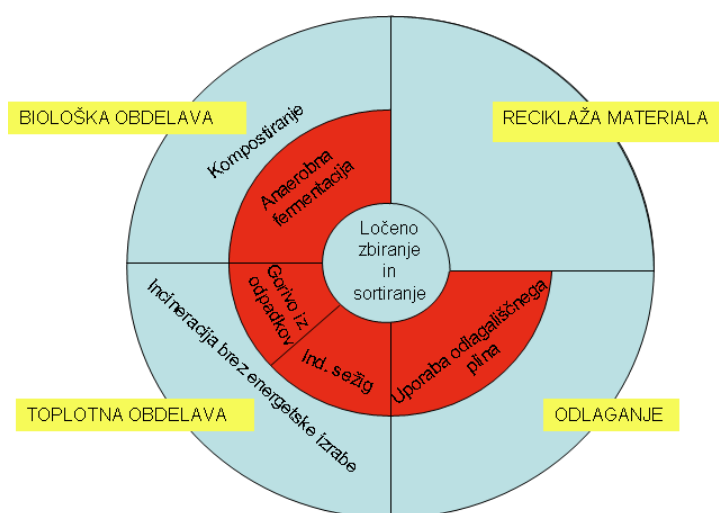 BIOLOŠKA OBDELAVA
RECIKLAŽA MATERIALA
Kompostiranje
Anaerobna
fermentacija
Ločeno
zbiranje
in
sortiranje
Gorivo iz
odpadkov
Ind. sežig
Uporaba odlagališčnega
plina
Incineracija brez energetske izrabe
TOPLOTNA OBDELAVA
ODLAGANJE